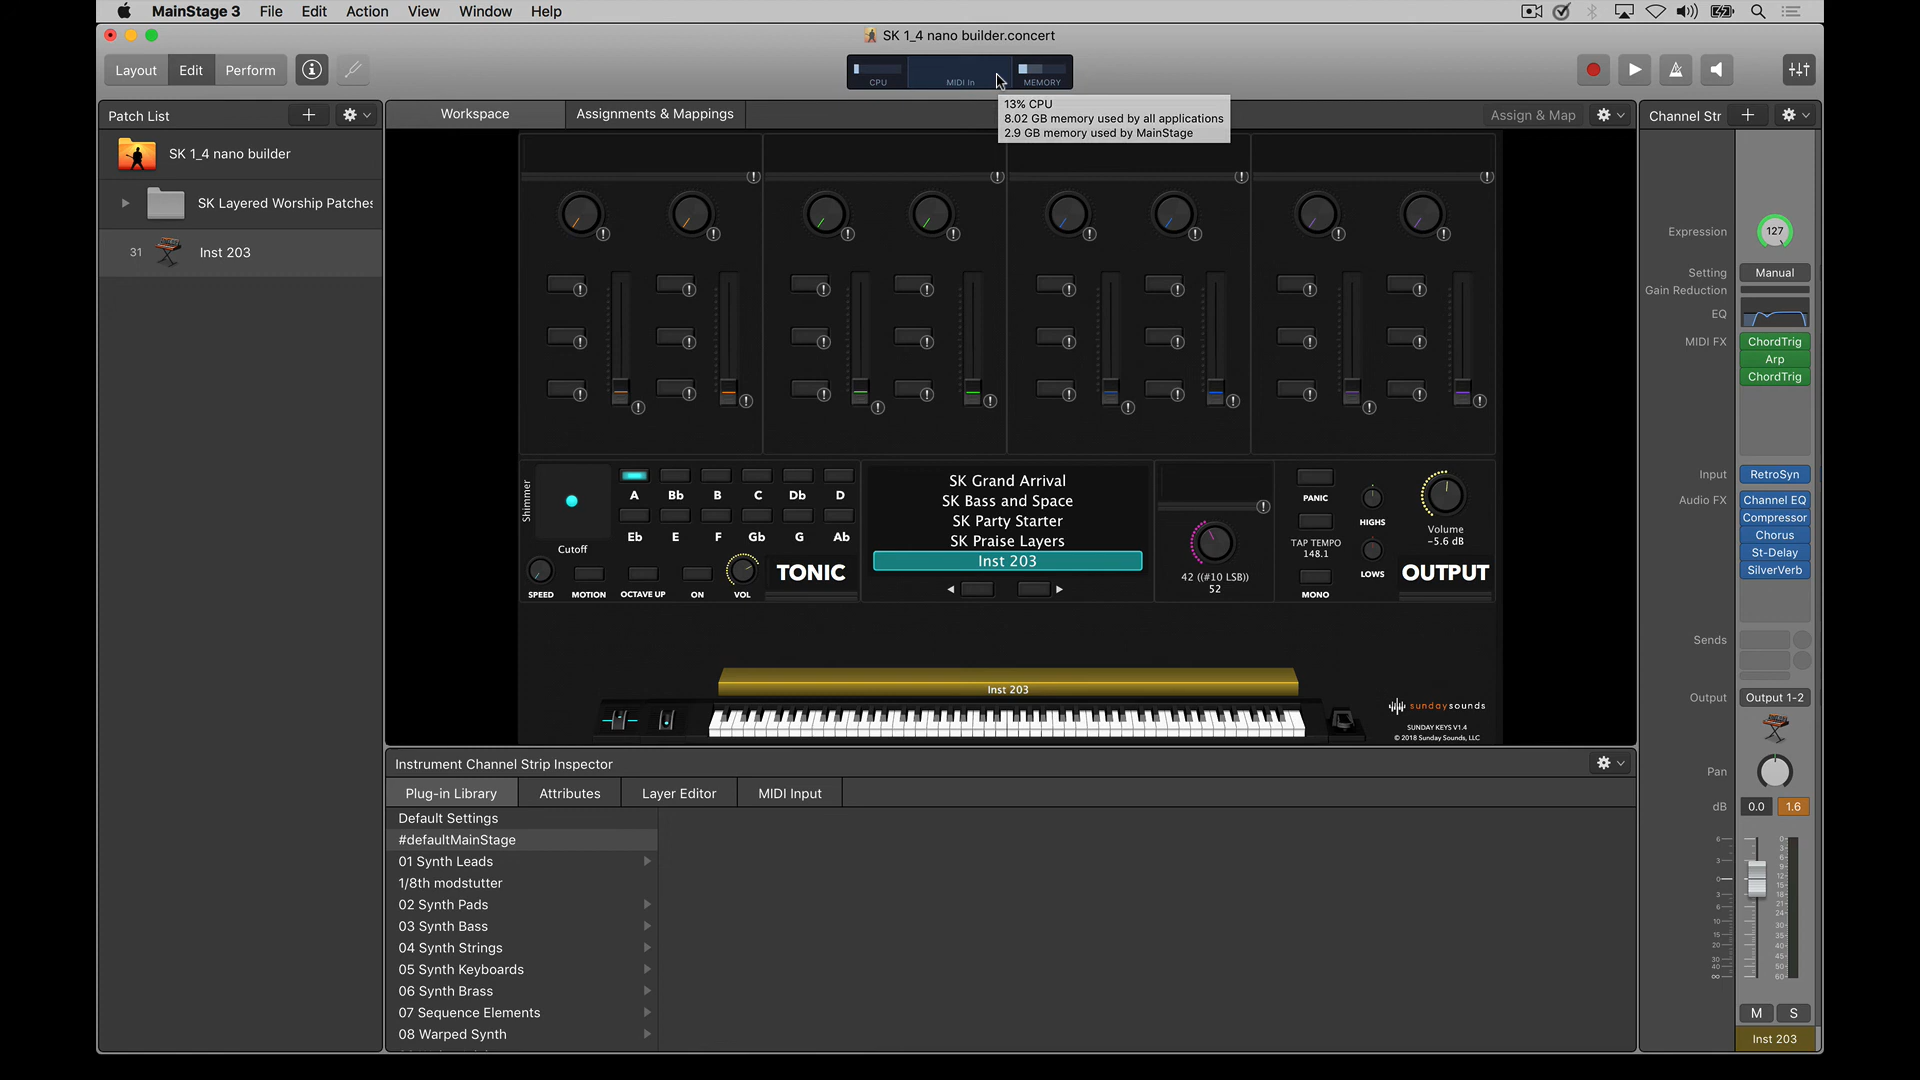 MainStage 3 File Edit Action View Window Help
SK 1_4 nano builder.concert
Layout Edit Perform
CPU MIDI In MEMORY
13% CPU
8.02 GB memory used by all applications
2.9 GB memory used by MainStage
Patch List
Workspace Assignments & Mappings Assign & Map
Channel Str
SK 1_4 nano builder
SK Layered Worship Patches
31 Inst 203
Expression 127
Setting Manual
Gain Reduction
EQ
MIDI FX ChordTrig
Arp
ChordTrig
Input RetroSyn
Audio FX Channel EQ
Compressor
Chorus
St-Delay
SilverVerb
Sends
Output Output 1-2
Pan
dB 0.0 1.6
M S
Inst 203
Shimmer
Cutoff
A Bb B C Db D
Eb E F Gb G Ab
SPEED MOTION OCTAVE UP ON VOL
TONIC
SK Grand Arrival
SK Bass and Space
SK Party Starter
SK Praise Layers
Inst 203
42 ((#10 LSB))
52
PANIC
TAP TEMPO
148.1
MONO
HIGHS
LOWS
Volume
-5.6 dB
OUTPUT
Inst 203
sundaysounds
SUNDAY KEYS V1.4
© 2018 Sunday Sounds, LLC
Instrument Channel Strip Inspector
Plug-in Library Attributes Layer Editor MIDI Input
Default Settings
#defaultMainStage
01 Synth Leads
1/8th modstutter
02 Synth Pads
03 Synth Bass
04 Synth Strings
05 Synth Keyboards
06 Synth Brass
07 Sequence Elements
08 Warped Synth